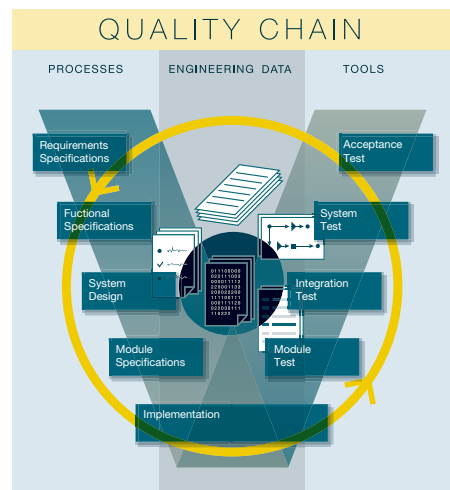 QUALITY CHAIN
PROCESSES
ENGINEERING DATA
TOOLS
Requirements
Specifications
Acceptance
Test
Fuctional
Specifications
System
Test
System
Design
Integration
Test
Module
Specifications
Module
Test
Implementation